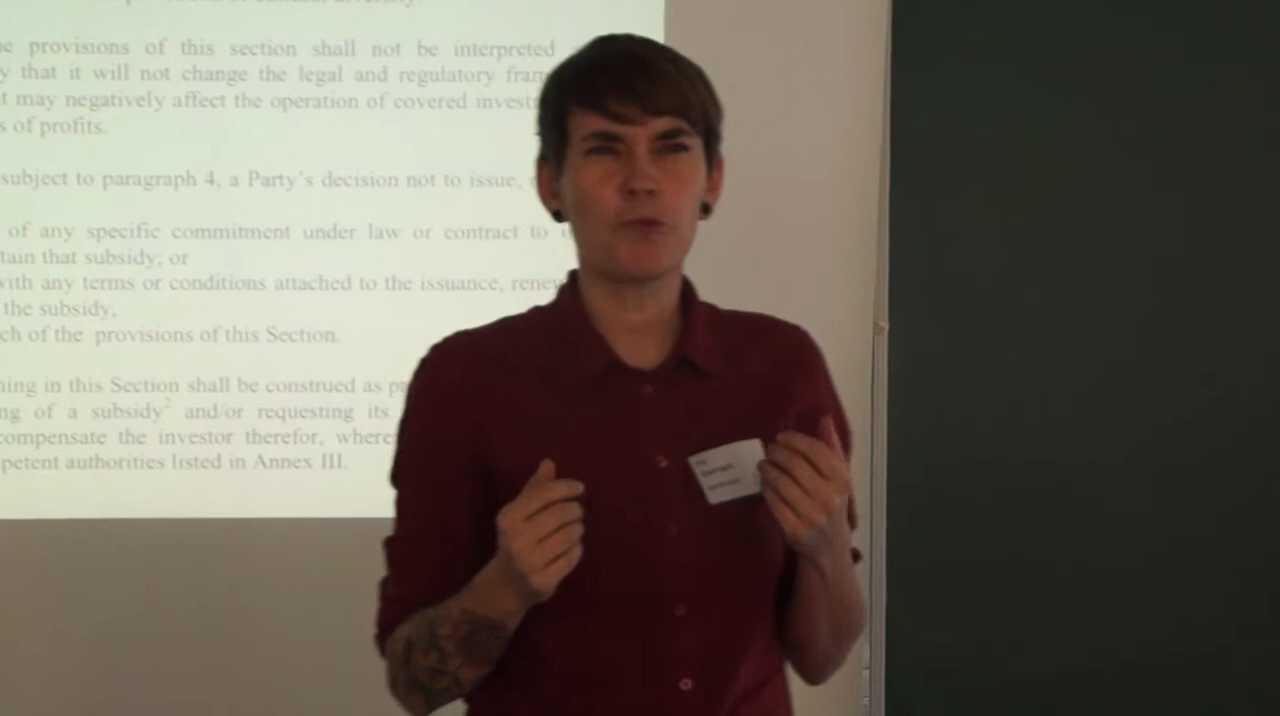 e provisions of this section shall not be interpreted
y that it will not change the legal and regulatory fram
t may negatively affect the operation of covered invest
s of profits.
subject to paragraph 4, a Party's decision not to issue,
of any specific commitment under law or contract to
tain that subsidy; or
with any terms or conditions attached to the issuance, renew
the subsidy,
ch of the provisions of this Section.
ning in this Section shall be construed as pr
ng of a subsidy2 and/or requesting its
compensate the investor therefor, where
petent authorities listed in Annex III.